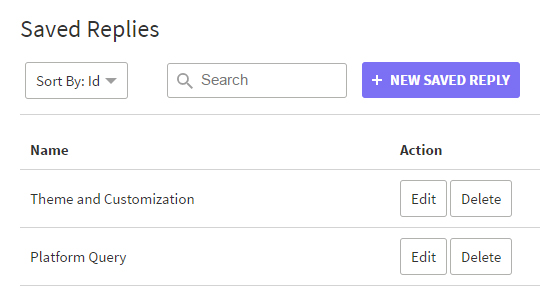 Saved Replies
Sort By: Id Search + NEW SAVED REPLY
Name Action
Theme and Customization Edit Delete
Platform Query Edit Delete